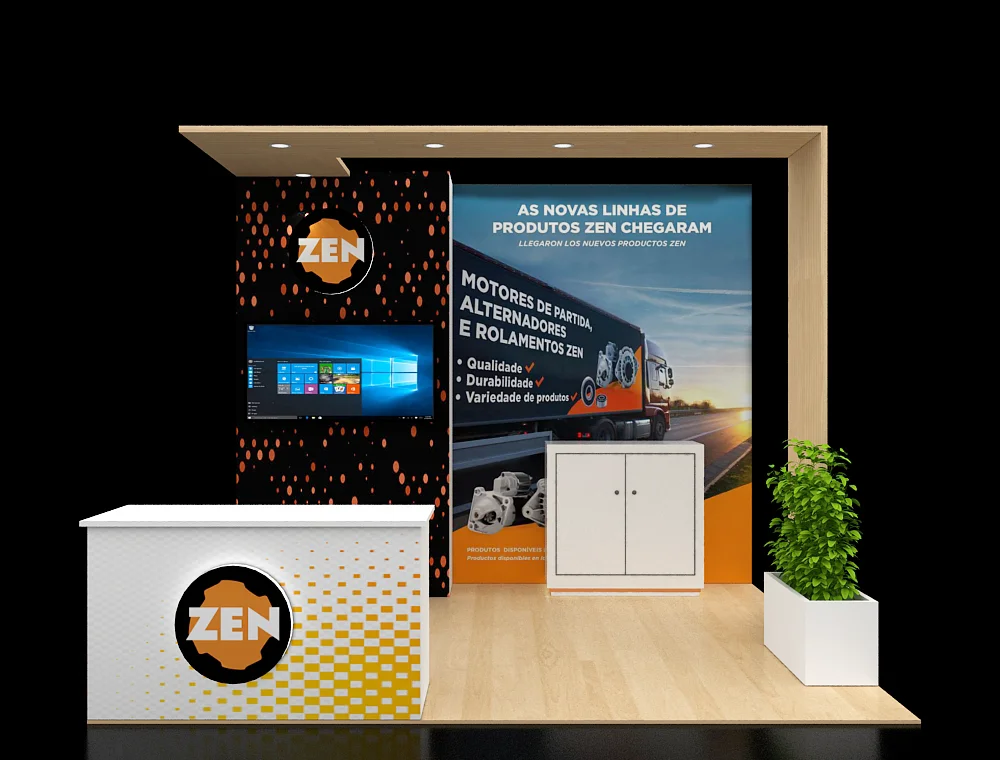 ZEN
AS NOVAS LINHAS DE
PRODUTOS ZEN CHEGARAM
LLEGARON LOS NUEVOS PRODUCTOS ZEN
MOTORES DE PARTIDA,
ALTERNADORES
E ROLAMENTOS ZEN
• Qualidade
• Durabilidade
• Variedade de produtos
PRODUTOS DISPONÍVEIS
Productos disponibles en
ZEN